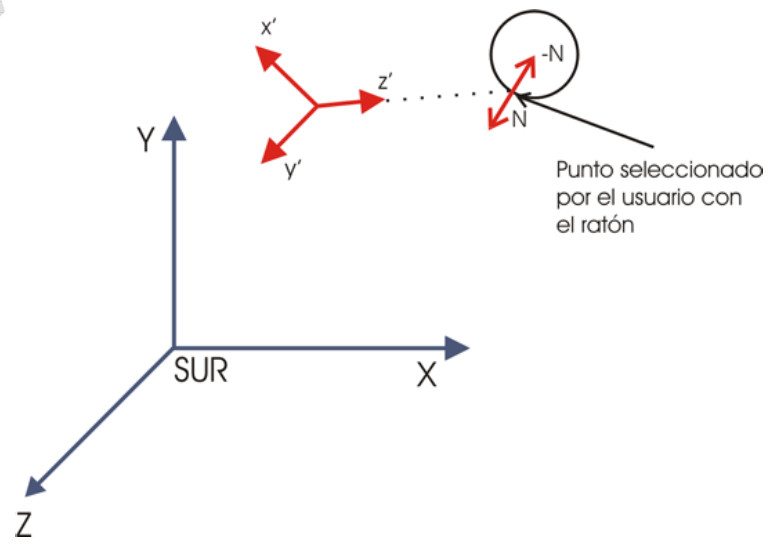 x'
z'
-N
N
Y
y'
Punto seleccionado
por el usuario con
el ratón
SUR
X
Z